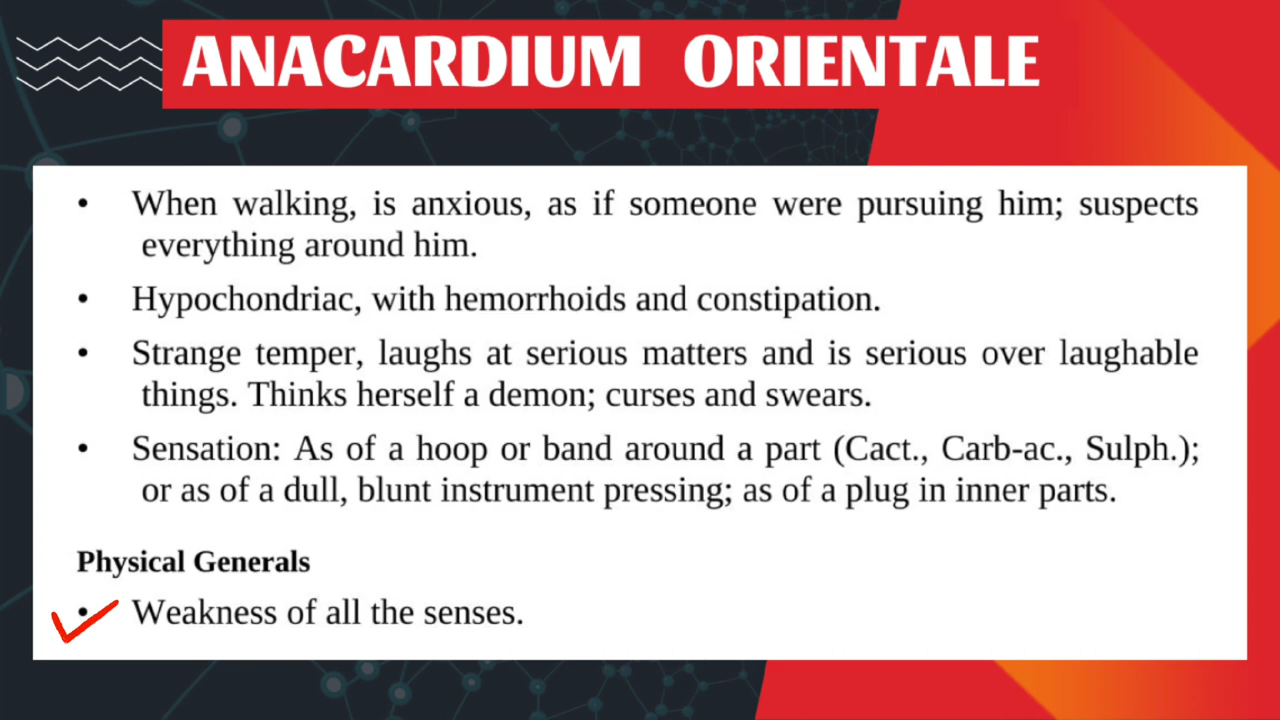 ANACARDIUM ORIENTALE
• When walking, is anxious, as if someone were pursuing him; suspects
everything around him.
• Hypochondriac, with hemorrhoids and constipation.
• Strange temper, laughs at serious matters and is serious over laughable
things. Thinks herself a demon; curses and swears.
• Sensation: As of a hoop or band around a part (Cact., Carb-ac., Sulph.);
or as of a dull, blunt instrument pressing; as of a plug in inner parts.
Physical Generals
• Weakness of all the senses.